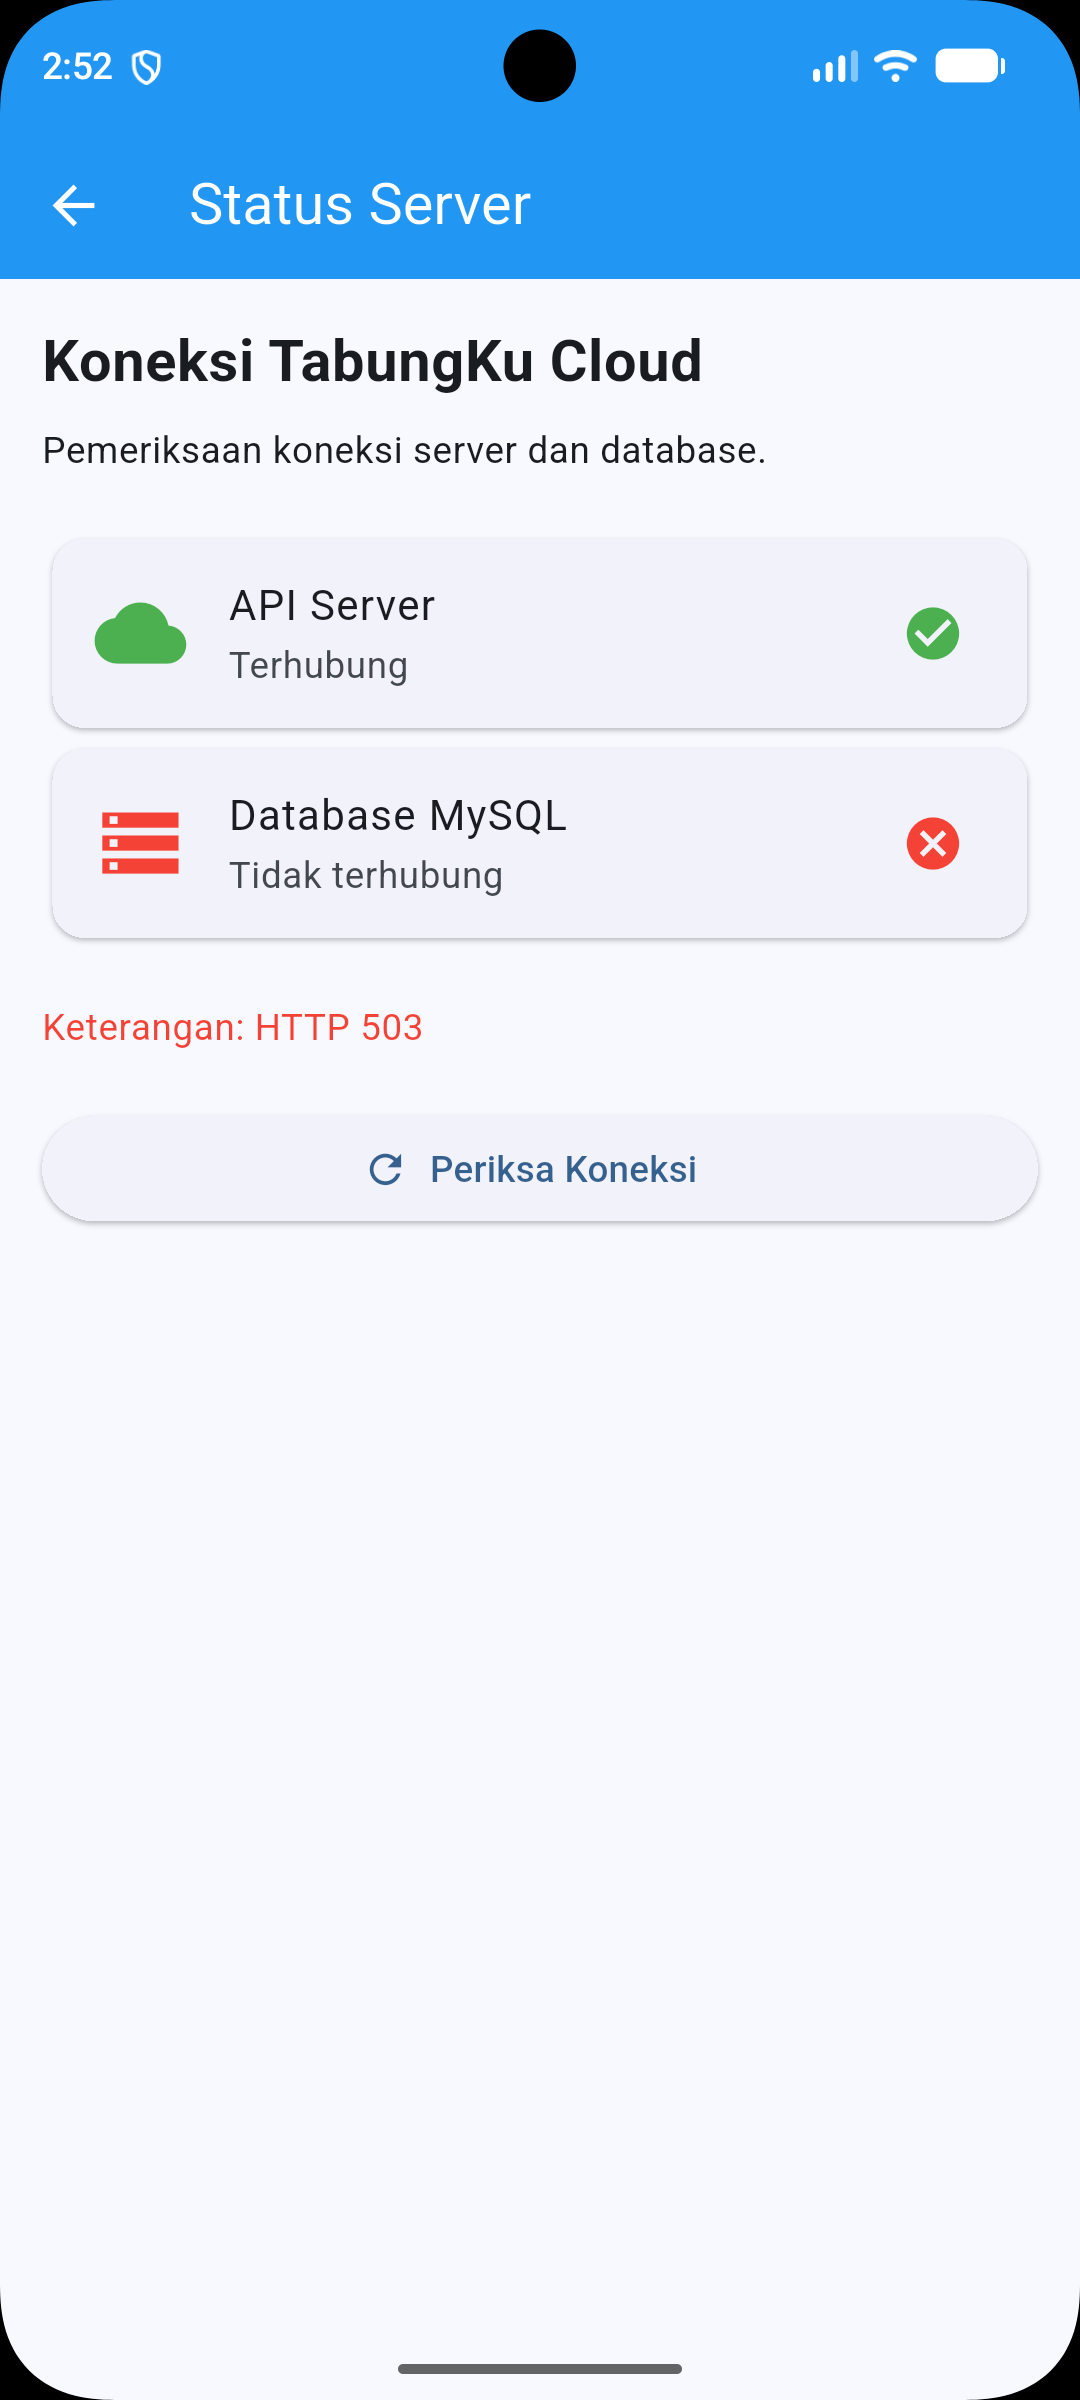 2:52
Status Server
Koneksi TabungKu Cloud
Pemeriksaan koneksi server dan database.
API Server
Terhubung
Database MySQL
Tidak terhubung
Keterangan: HTTP 503
Periksa Koneksi